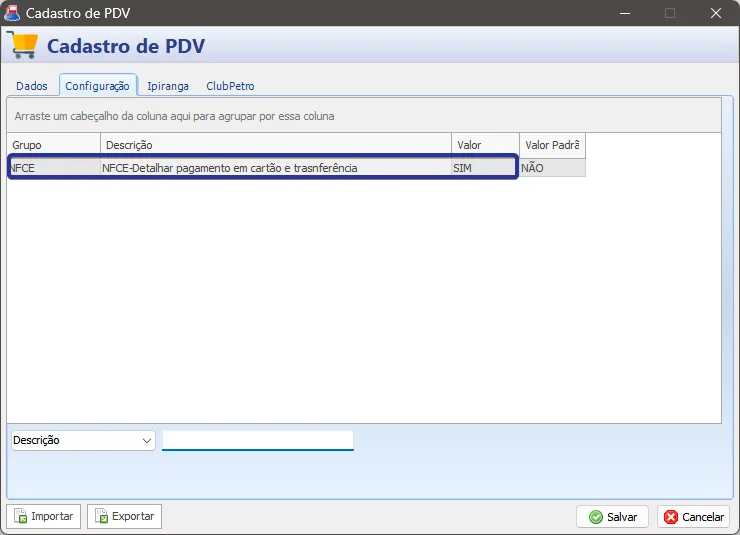 Cadastro de PDV
Cadastro de PDV
Dados Configuração Ipiranga ClubPetro
Arraste um cabeçalho da coluna aqui para agrupar por essa coluna
Grupo Descrição Valor Valor Padrã
NFCE NFCE-Detalhar pagamento em cartão e trasnferência SIM NÃO
Descrição
Importar Exportar Salvar Cancelar